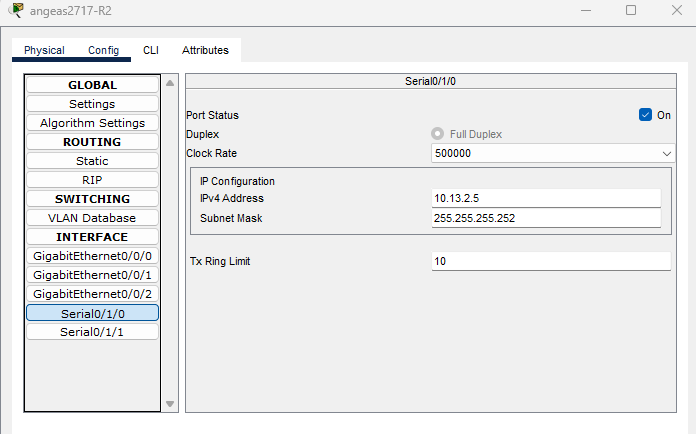 angeas2717-R2
Physical Config CLI Attributes
GLOBAL
Settings
Algorithm Settings
ROUTING
Static
RIP
SWITCHING
VLAN Database
INTERFACE
GigabitEthernet0/0/0
GigabitEthernet0/0/1
GigabitEthernet0/0/2
Serial0/1/0
Serial0/1/1
Serial0/1/0
Port Status On
Duplex Full Duplex
Clock Rate 500000
IP Configuration
IPv4 Address 10.13.2.5
Subnet Mask 255.255.255.252
Tx Ring Limit 10